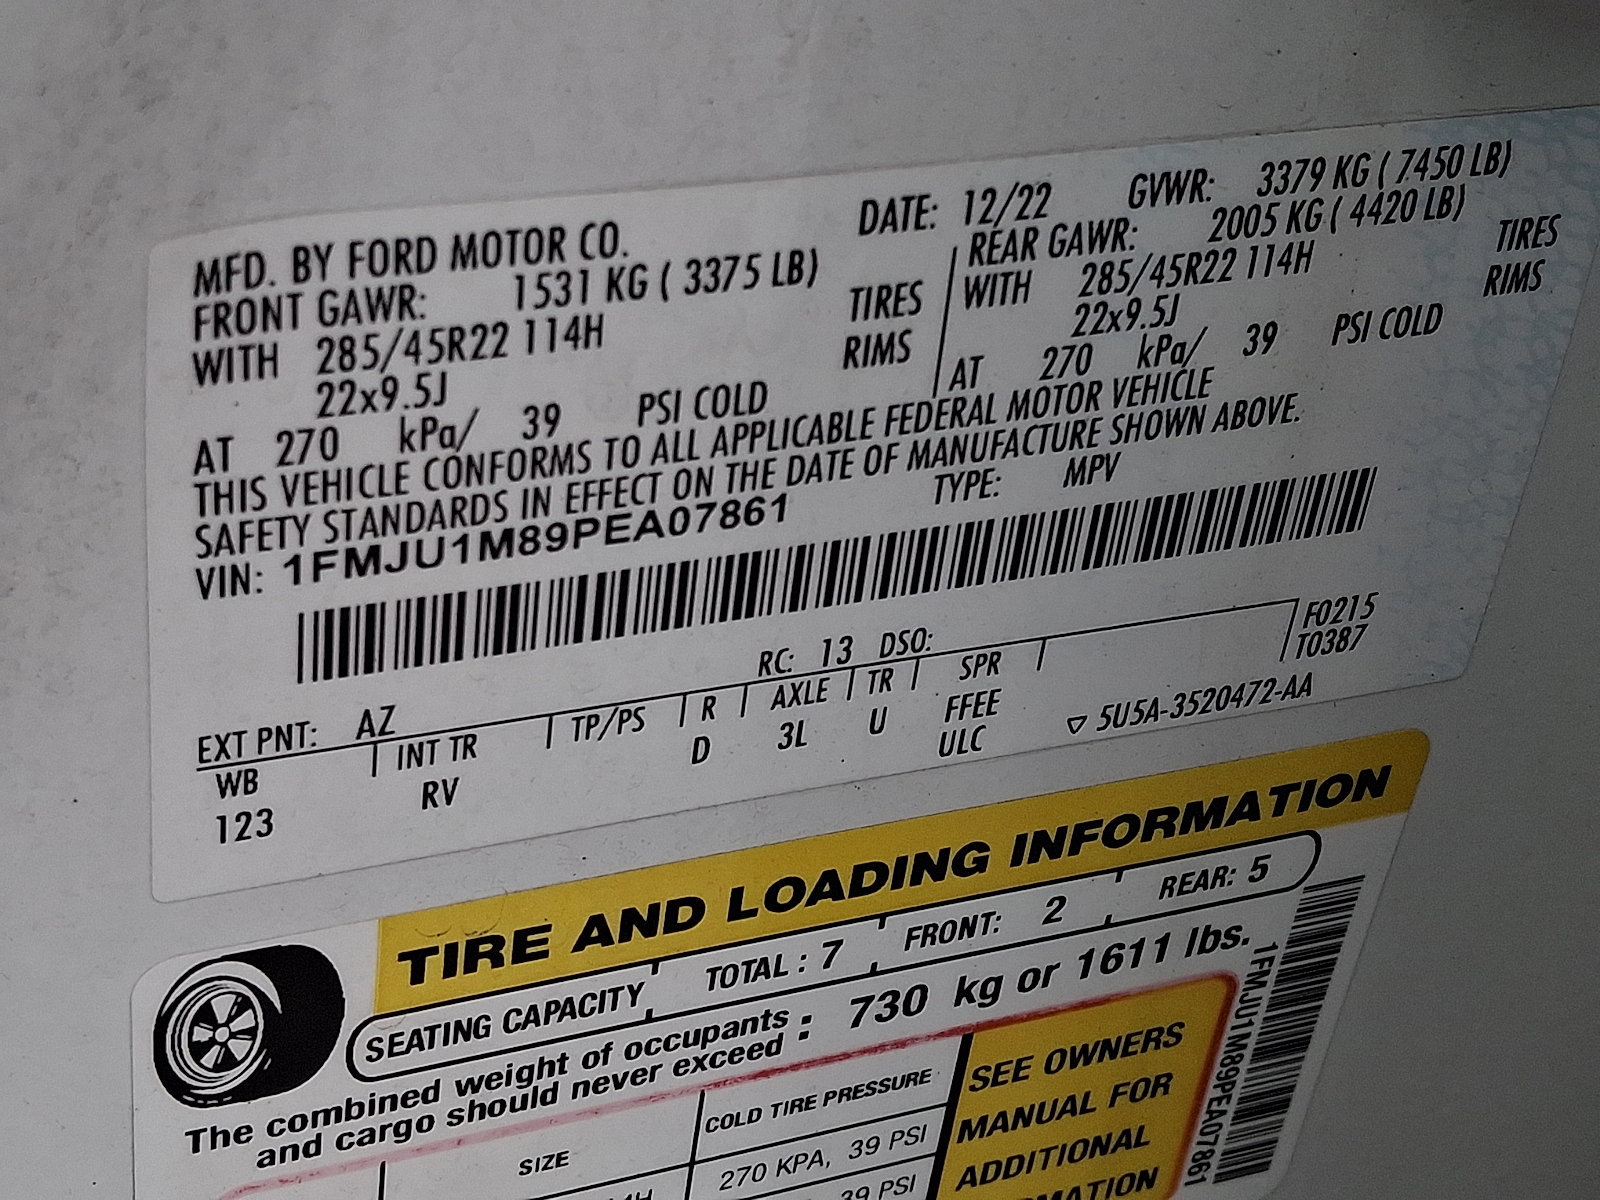 MFD. BY FORD MOTOR CO. DATE: 12/22 GVWR: 3379 KG ( 7450 LB)
FRONT GAWR: 1531 KG ( 3375 LB)
WITH 285/45R22 114H TIRES
22x9.5J RIMS
AT 270 kPa/ 39 PSI COLD
REAR GAWR: 2005 KG ( 4420 LB)
WITH 285/45R22 114H TIRES
22x9.5J RIMS
AT 270 kPa/ 39 PSI COLD
THIS VEHICLE CONFORMS TO ALL APPLICABLE FEDERAL MOTOR VEHICLE
SAFETY STANDARDS IN EFFECT ON THE DATE OF MANUFACTURE SHOWN ABOVE.
VIN: 1FMJU1M89PEA07861 TYPE: MPV
EXT PNT: AZ RC: 13 DSO: F0215
T0387
WB INT TR TP/PS R AXLE TR SPR
123 RV D 3L U FFEE
ULC ▽ 5U5A-3520472-AA
TIRE AND LOADING INFORMATION
SEATING CAPACITY TOTAL : 7 FRONT: 2 REAR: 5
The combined weight of occupants
and cargo should never exceed : 730 kg or 1611 lbs.
SIZE COLD TIRE PRESSURE
270 KPA, 39 PSI
39 PSI
SEE OWNERS
MANUAL FOR
ADDITIONAL
1FMJU1M89PEA07861